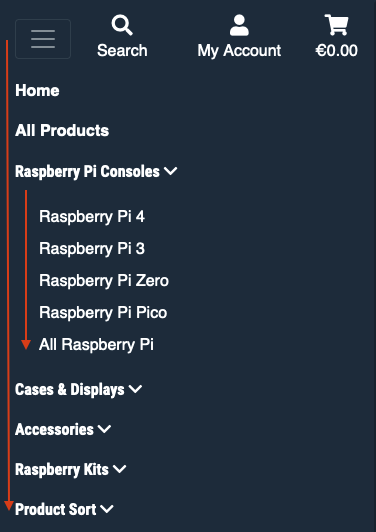 Search
My Account
€0.00
Home
All Products
Raspberry Pi Consoles
Raspberry Pi 4
Raspberry Pi 3
Raspberry Pi Zero
Raspberry Pi Pico
All Raspberry Pi
Cases & Displays
Accessories
Raspberry Kits
Product Sort